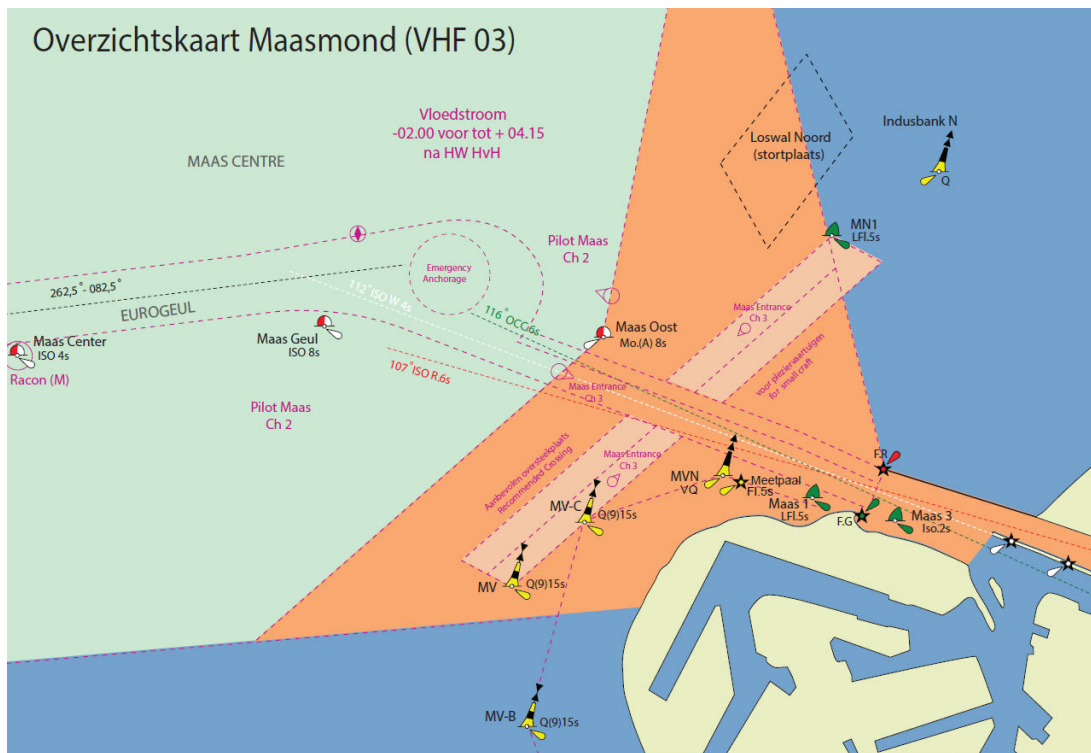 Overzichtskaart Maasmond (VHF 03)
Vloedstroom
-02.00 voor tot + 04.15
na HW HvH
MAAS CENTRE
Loswal Noord
(stortplaats)
Indusbank N
Q
MN1
LFl.5s
Pilot Maas
Ch 2
Emergency
Anchorage
262,5°- 082,5°
EUROGEUL
112° ISO W 4s
116° OCC 6s
107° ISO R.6s
Maas Center
ISO 4s
Racon (M)
Maas Geul
ISO 8s
Maas Oost
Mo.(A) 8s
Maas Entrance
Ch 3
voor pleziervaartuigen
for small craft
Maas Entrance
Ch 3
Pilot Maas
Ch 2
Aanbevolen oversteekplaats
Recommended Crossing
Maas Entrance
Ch 3
F.R
MVN
VQ
Meetpaal
Fl.5s
Maas 1
LFl.5s
F.G
Maas 3
Iso.2s
MV-C
Q(9)15s
MV
Q(9)15s
MV-B
Q(9)15s